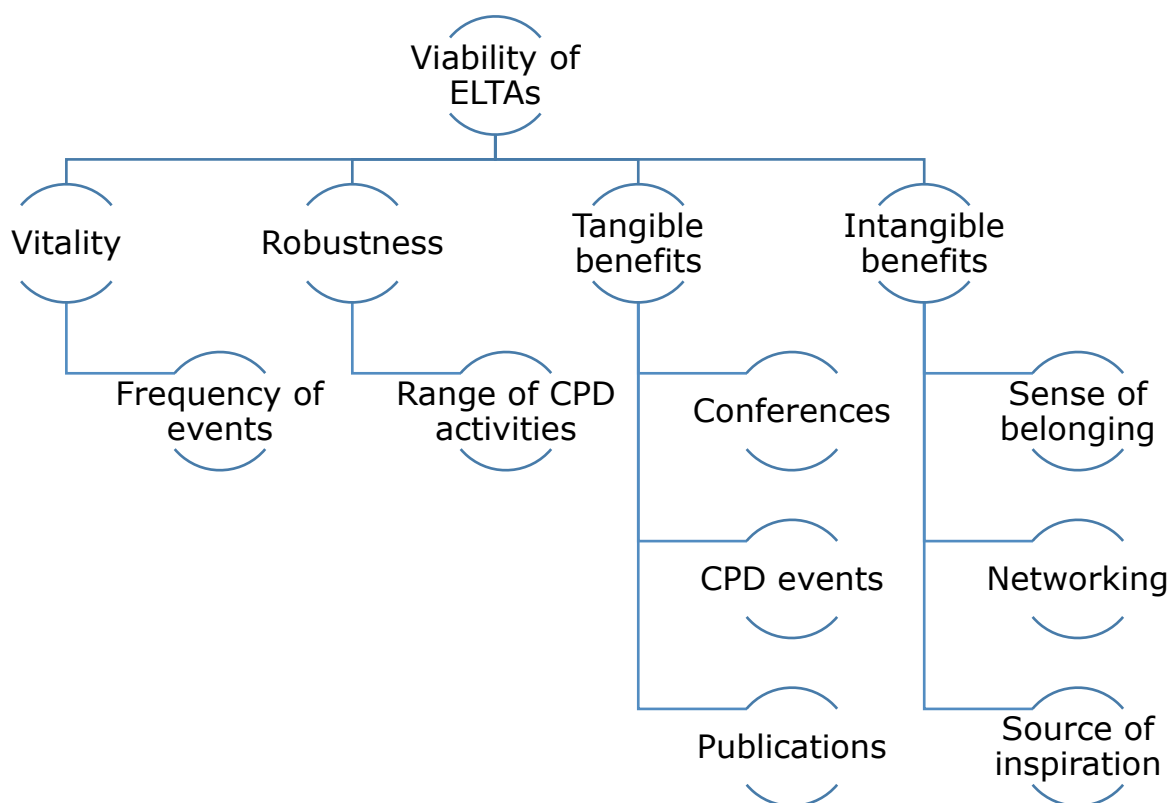 Viability of
ELTAs
Vitality
Robustness
Tangible
benefits
Intangible
benefits
Frequency of
events
Range of CPD
activities
Conferences
Sense of
belonging
CPD events
Networking
Publications
Source of
inspiration